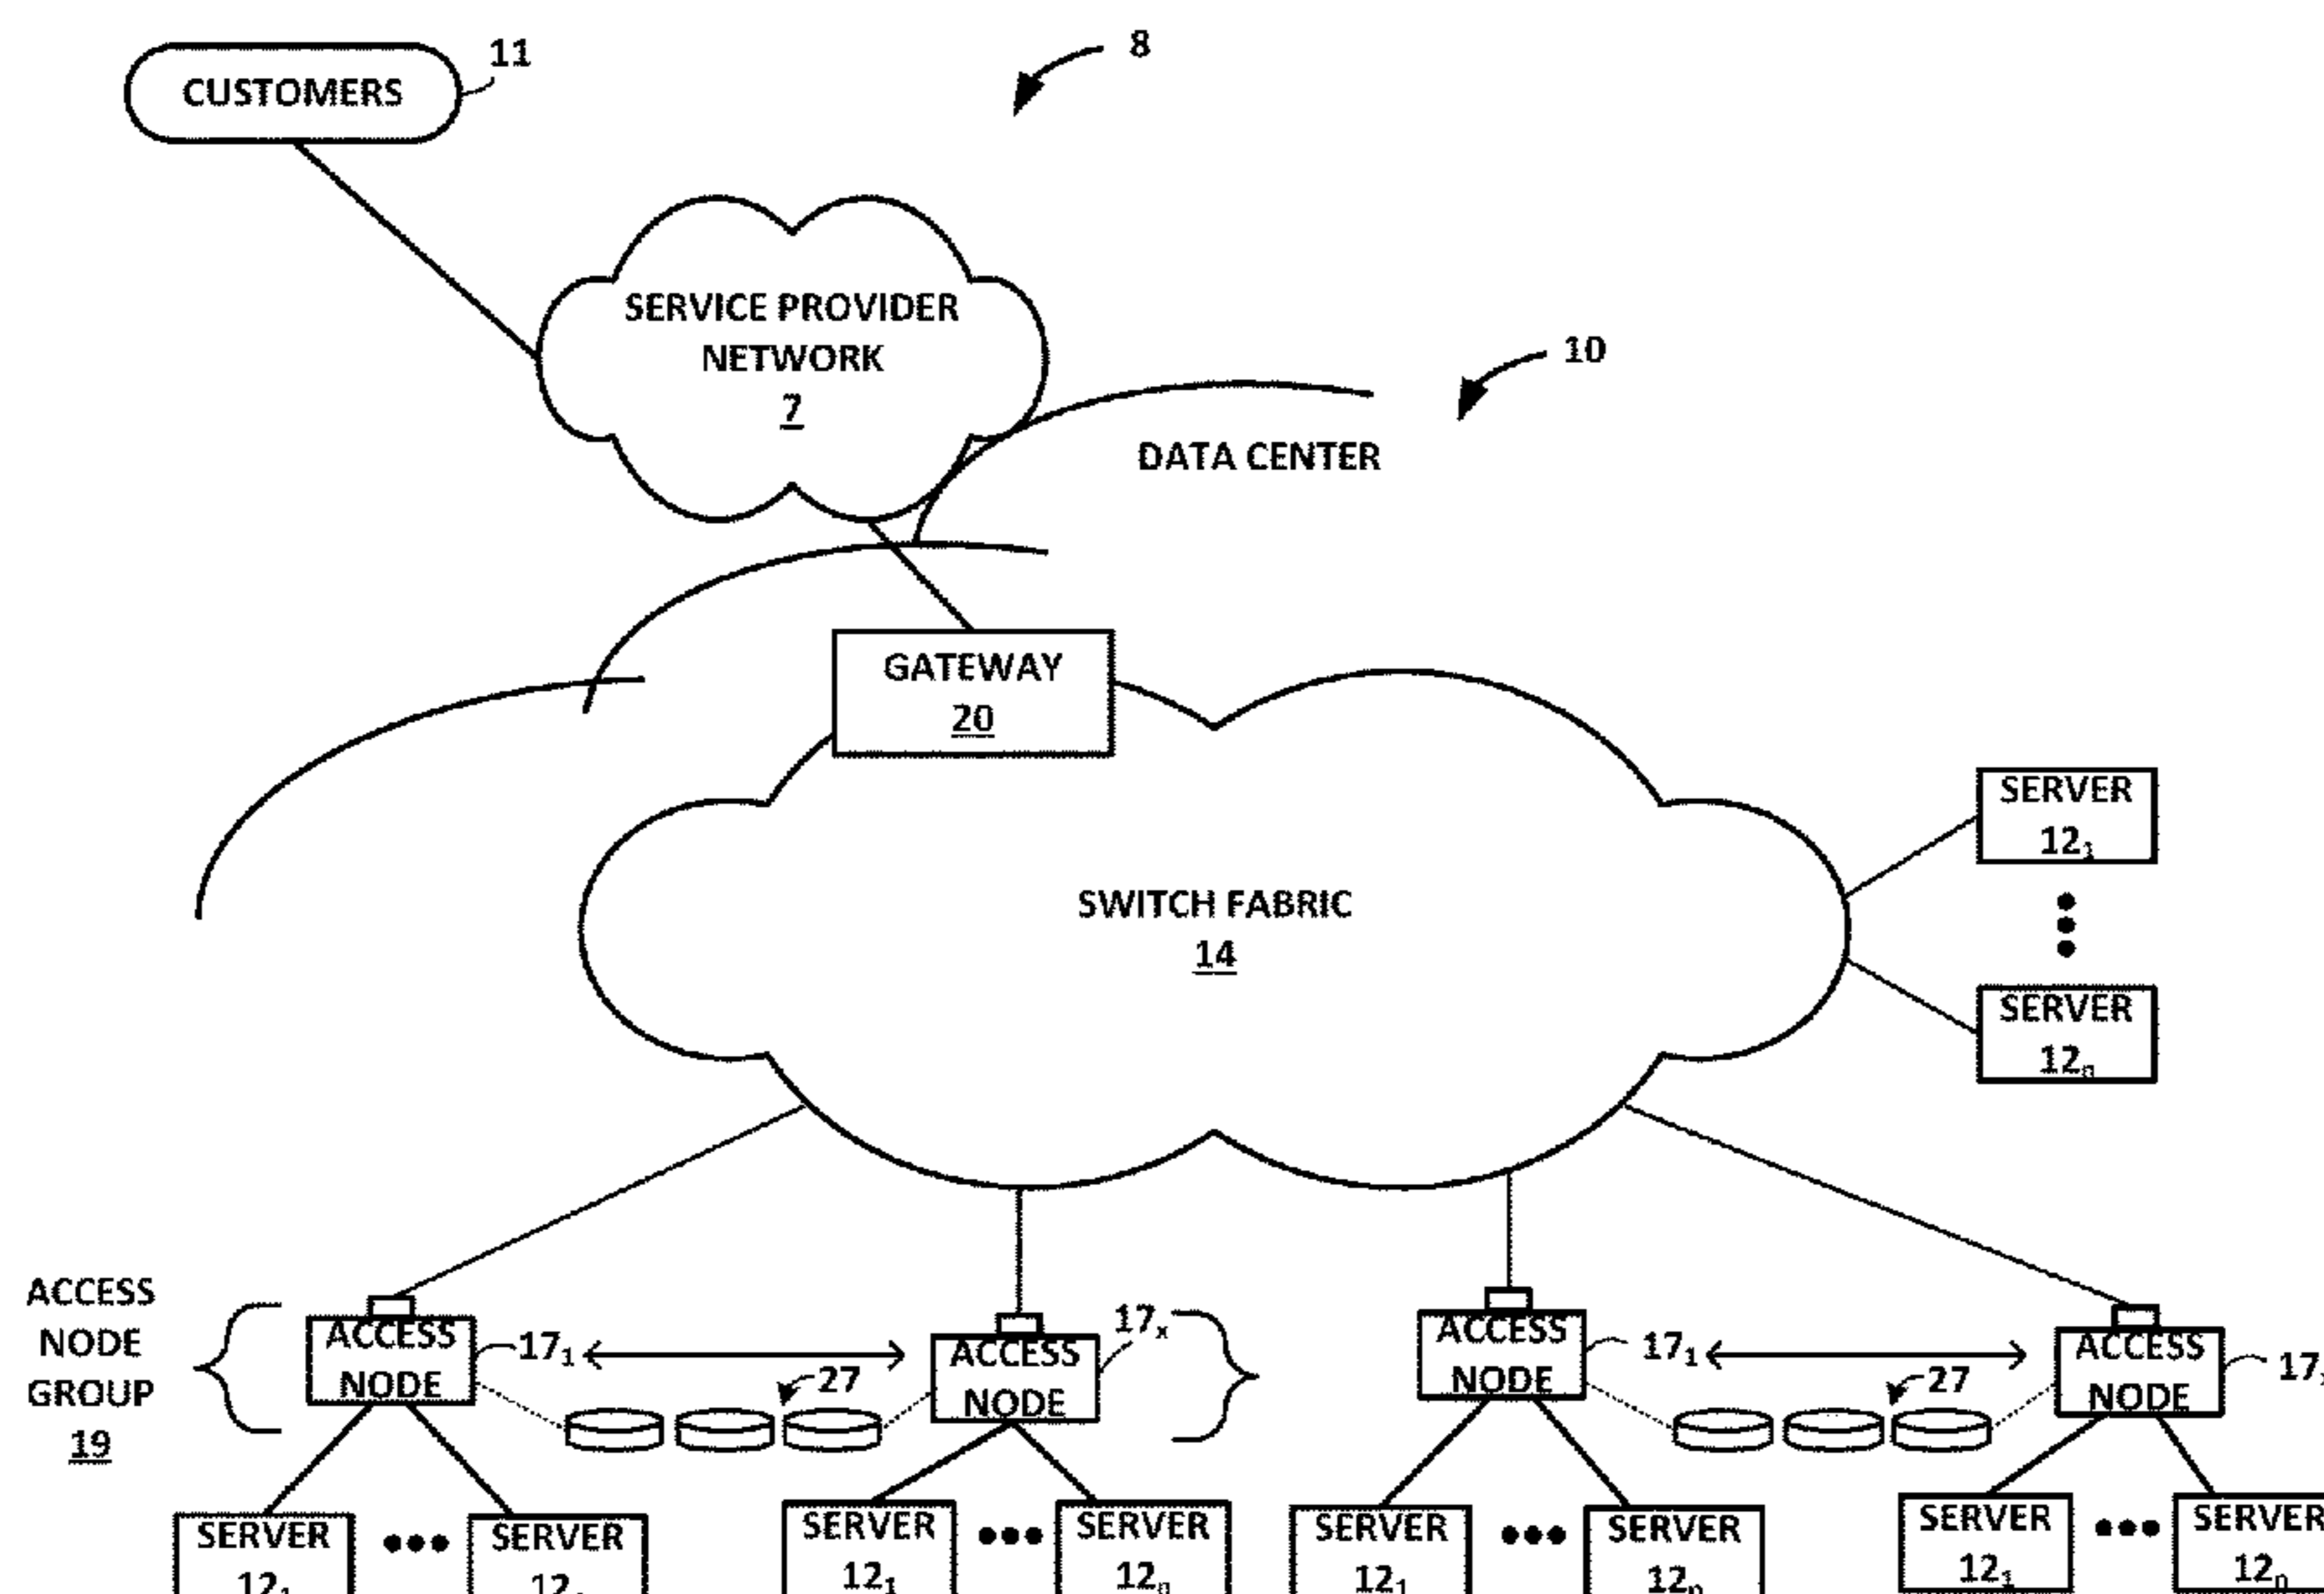 CUSTOMERS
11
8
SERVICE PROVIDER
NETWORK
7
10
DATA CENTER
GATEWAY
20
SWITCH FABRIC
14
SERVER
12₁
SERVER
12ₙ
ACCESS
NODE
GROUP
19
ACCESS
NODE
17₁
27
ACCESS
NODE
17ₓ
ACCESS
NODE
17₁
27
ACCESS
NODE
17ₓ
SERVER
12₁
SERVER
SERVER
12₁
SERVER
12ₙ
SERVER
12₁
SERVER
12ₙ
SERVER
12₁
SERVER
12ₙ